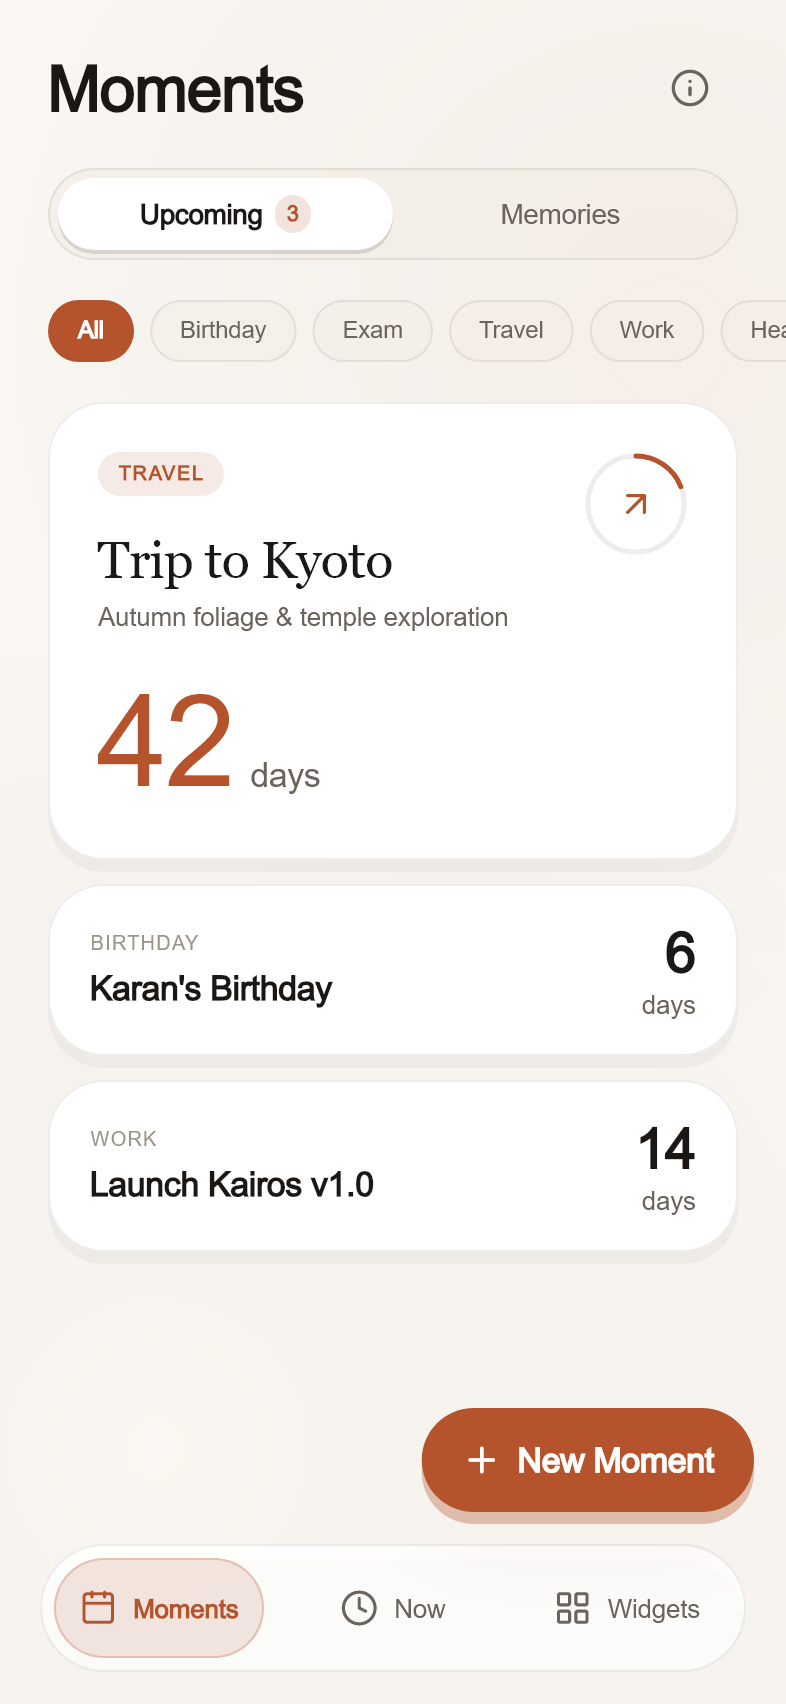 Moments
Upcoming 3
Memories
All
Birthday
Exam
Travel
Work
Hea
TRAVEL
Trip to Kyoto
Autumn foliage & temple exploration
42 days
BIRTHDAY
Karan's Birthday
6
days
WORK
Launch Kairos v1.0
14
days
New Moment
Moments
Now
Widgets